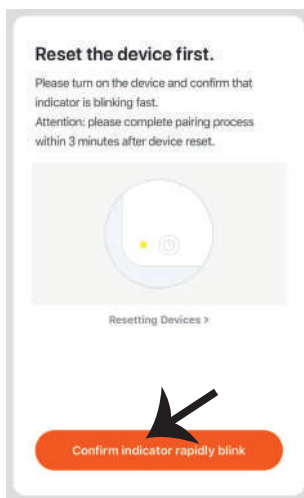 Reset the device first.
Please turn on the device and confirm that
indicator is blinking fast.
Attention: please complete pairing process
within 3 minutes after device reset.
Resetting Devices >
Confirm indicator rapidly blink